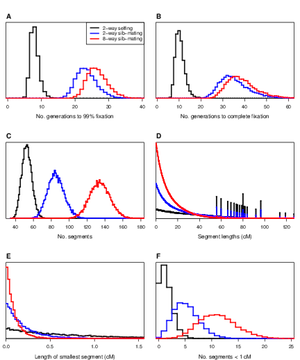 A
B
2-way selfing
2-way sib-mating
8-way sib-mating
0 10 20 30 40
No. generations to 99% fixation
0 10 20 30 40 50 60
No. generations to complete fixation
C
D
40 60 80 100 120 140 160 180
No. segments
0 20 40 60 80 100 120
Segment lengths (cM)
E
F
0.0 0.5 1.0 1.5
Length of smallest segment (cM)
0 5 10 15 20 25
No. segments < 1 cM